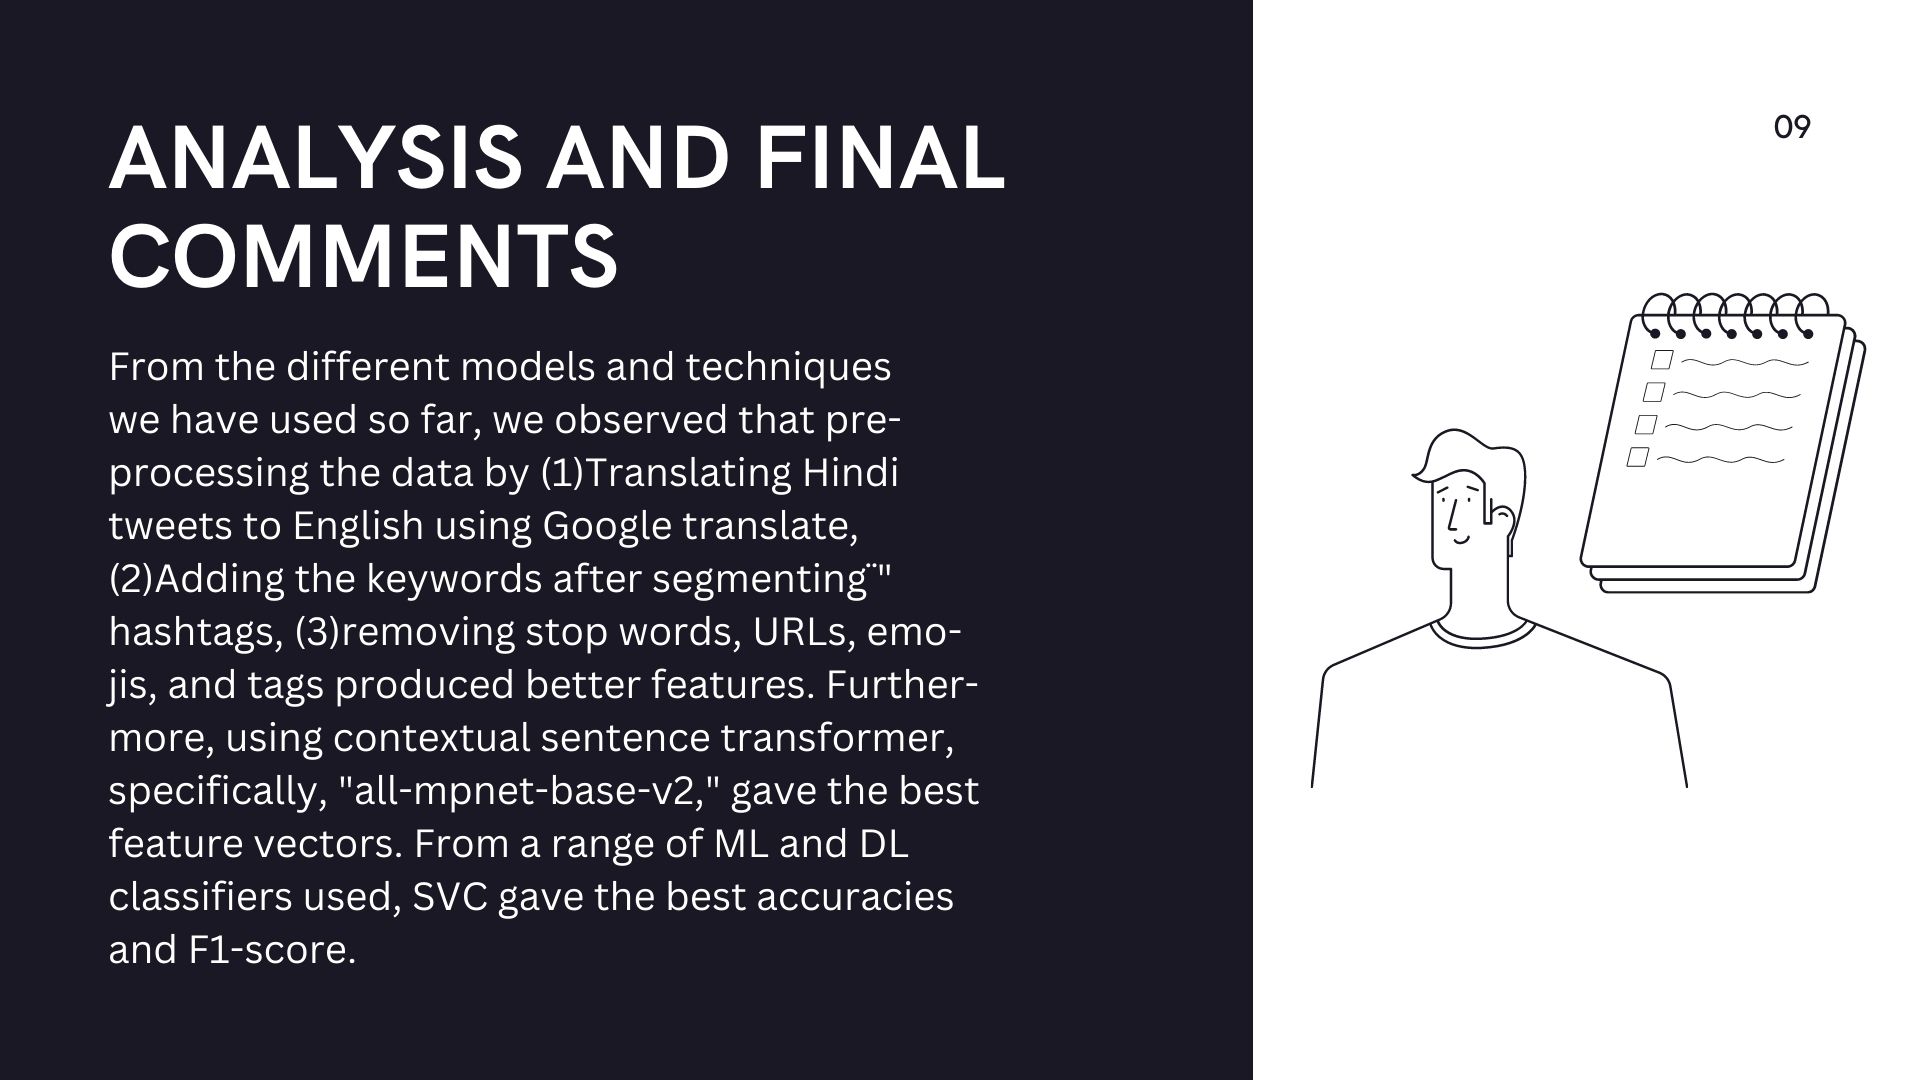 ANALYSIS AND FINAL
COMMENTS
09
From the different models and techniques
we have used so far, we observed that pre-
processing the data by (1)Translating Hindi
tweets to English using Google translate,
(2)Adding the keywords after segmenting¨"
hashtags, (3)removing stop words, URLs, emo-
jis, and tags produced better features. Further-
more, using contextual sentence transformer,
specifically, "all-mpnet-base-v2," gave the best
feature vectors. From a range of ML and DL
classifiers used, SVC gave the best accuracies
and F1-score.